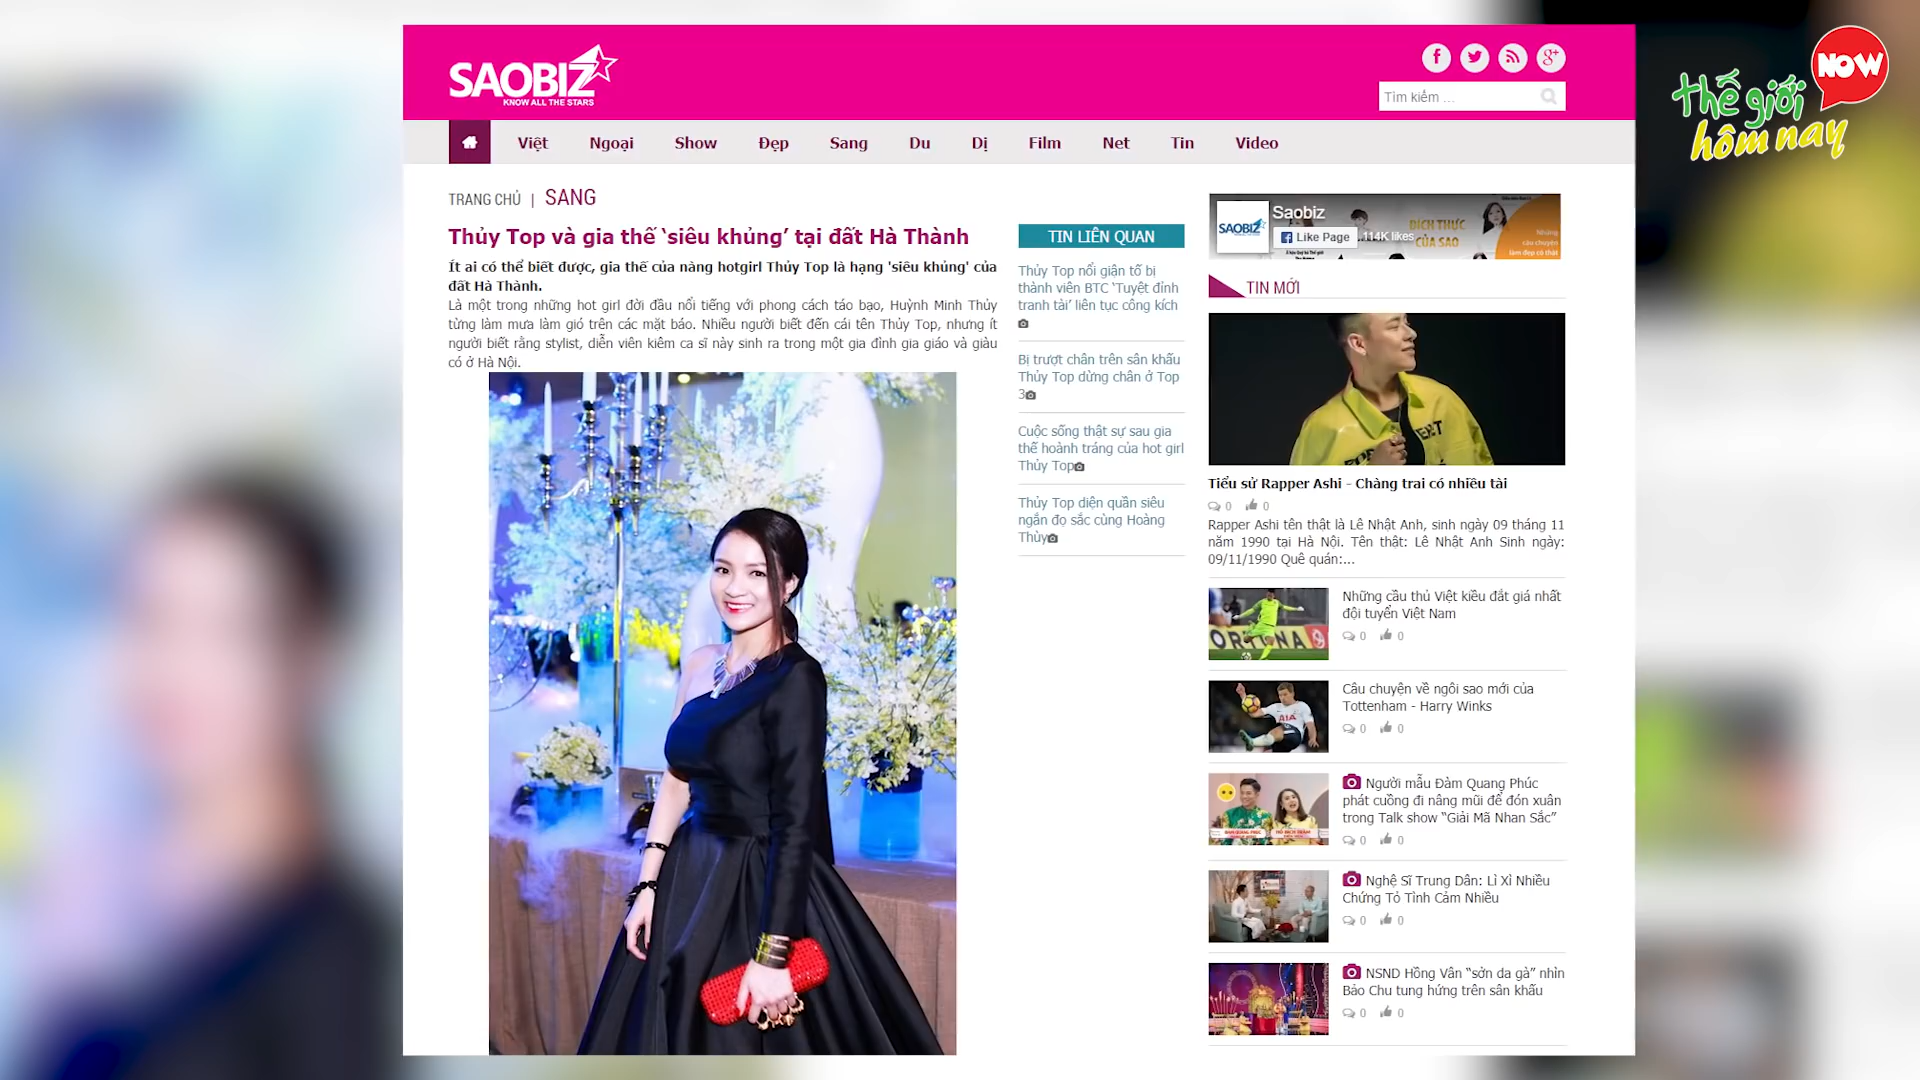 NOW
thế giới
hôm nay
SAOBIZ
KNOW ALL THE STARS
Tìm kiếm ...
Việt Ngoại Show Đẹp Sang Du Dị Film Net Tin Video
TRANG CHỦ | SANG
Thủy Top và gia thế ‘siêu khủng’ tại đất Hà Thành
Ít ai có thể biết được, gia thế của nàng hotgirl Thủy Top là hạng 'siêu khủng' của
đất Hà Thành.
Là một trong những hot girl đời đầu nổi tiếng với phong cách táo bạo, Huỳnh Minh Thủy
từng làm mưa làm gió trên các mặt báo. Nhiều người biết đến cái tên Thủy Top, nhưng ít
người biết rằng stylist, diễn viên kiêm ca sĩ này sinh ra trong một gia đình gia giáo và giàu
có ở Hà Nội.
TIN LIÊN QUAN
Thủy Top nổi giận tố bị
thành viên BTC ‘Tuyệt đỉnh
tranh tài’ liên tục công kích
Bị trượt chân trên sân khấu
Thủy Top dừng chân ở Top
3
Cuộc sống thật sự sau gia
thế hoành tráng của hot girl
Thủy Top
Thủy Top diện quần siêu
ngắn đọ sắc cùng Hoàng
Thùy
SAOBIZ
Saobiz
Like Page 114K likes
ĐÍCH THỰC
CỦA SAO
Những
câu chuyện
làm đẹp có thật
TIN MỚI
Tiểu sử Rapper Ashi - Chàng trai có nhiều tài
0 0
Rapper Ashi tên thật là Lê Nhật Anh, sinh ngày 09 tháng 11
năm 1990 tại Hà Nội. Tên thật: Lê Nhật Anh Sinh ngày:
09/11/1990 Quê quán:...
FORTUNA
Những cầu thủ Việt kiều đắt giá nhất
đội tuyển Việt Nam
0 0
AIA
Câu chuyện về ngôi sao mới của
Tottenham - Harry Winks
0 0
Người mẫu Đàm Quang Phúc
phát cuồng đi nâng mũi để đón xuân
trong Talk show “Giải Mã Nhan Sắc”
0 0
Nghệ Sĩ Trung Dân: Lì Xì Nhiều
Chứng Tỏ Tình Cảm Nhiều
0 0
NSND Hồng Vân “sởn da gà” nhìn
Bảo Chu tung hứng trên sân khấu
0 0